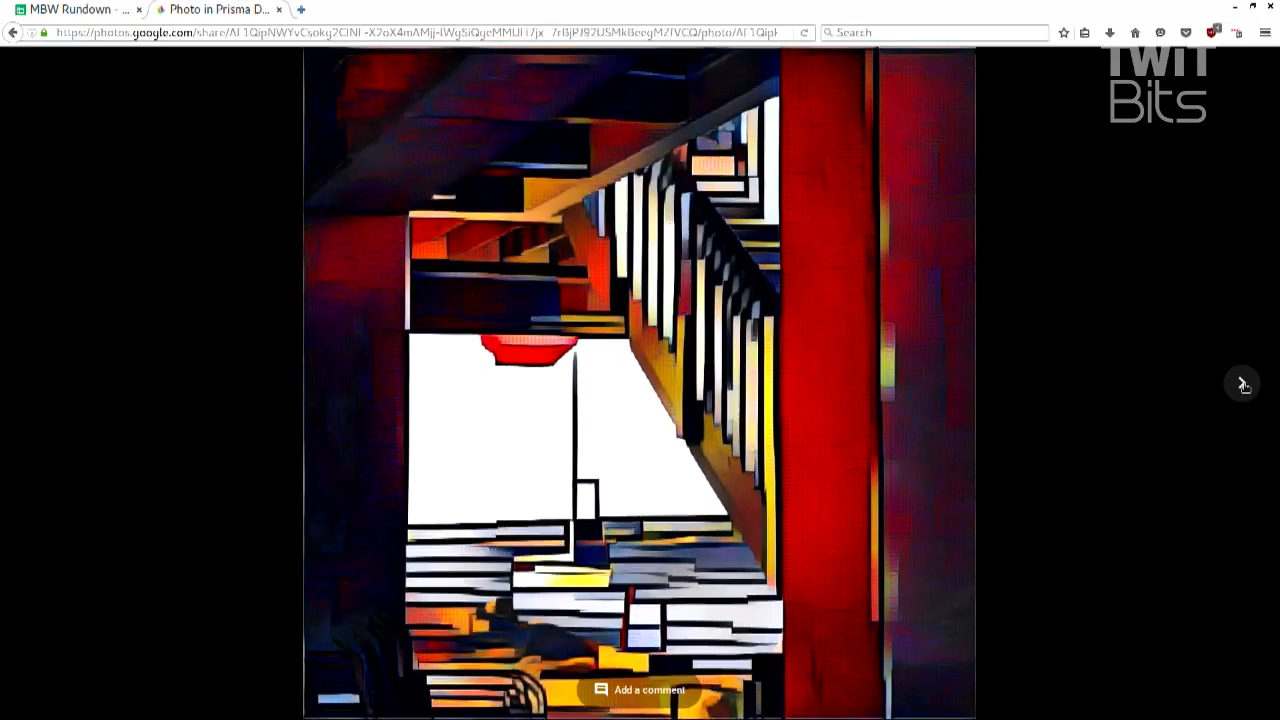 MBW Rundown - ...
Photo in Prisma D...
Search
TWiT
Bits
Add a comment